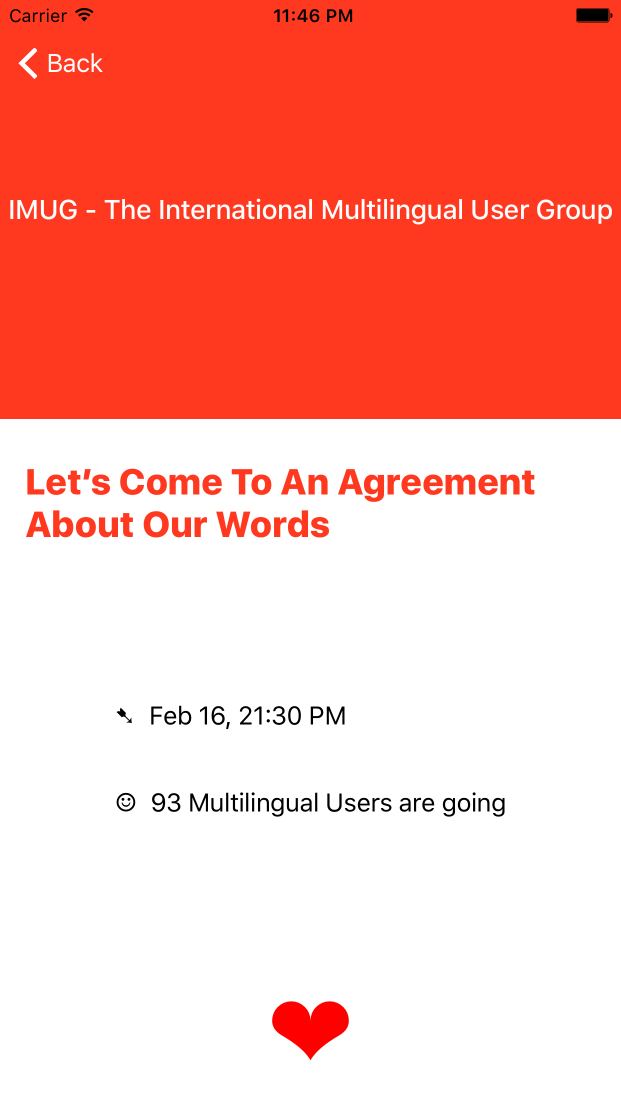 Carrier 11:46 PM
Back
IMUG - The International Multilingual User Group
Let’s Come To An Agreement
About Our Words
➷ Feb 16, 21:30 PM
☺ 93 Multilingual Users are going
❤